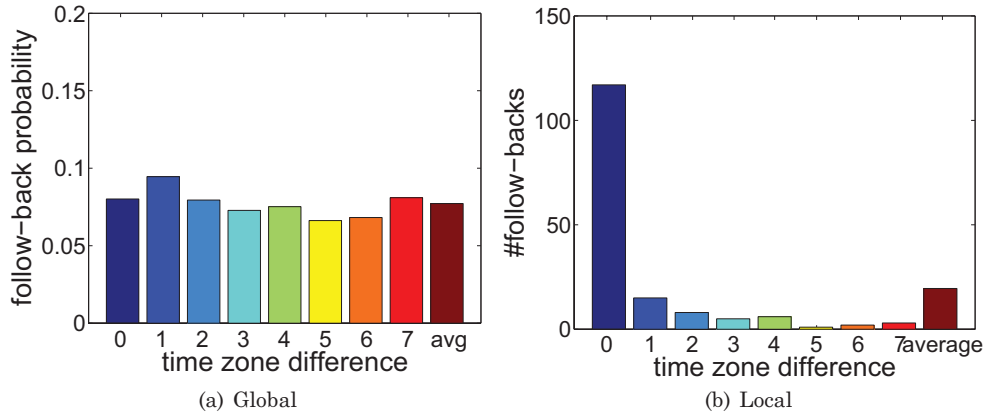 0.2
0.15
0.1
0.05
0
follow-back probability
0 1 2 3 4 5 6 7 avg
time zone difference
(a) Global
150
100
50
0
#follow-backs
0 1 2 3 4 5 6 7 average
time zone difference
(b) Local